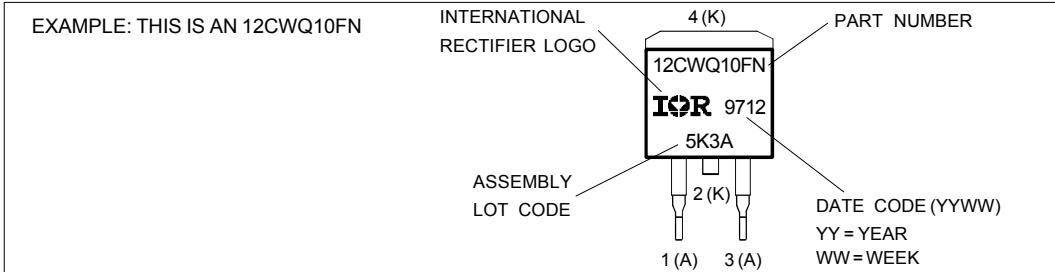 EXAMPLE: THIS IS AN 12CWQ10FN
INTERNATIONAL
RECTIFIER LOGO
4 (K)
PART NUMBER
12CWQ10FN
IOR 9712
5K3A
ASSEMBLY
LOT CODE
2 (K)
DATE CODE (YYWW)
YY = YEAR
WW = WEEK
1 (A) 3 (A)